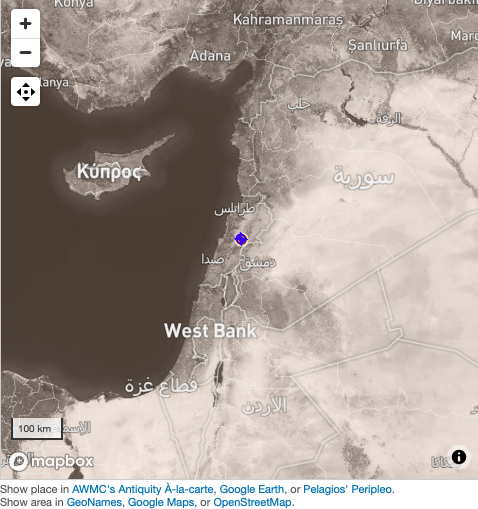 Konya
Diyarbakır
Kahramanmaras
Şanlıurfa
Adana
Alanya
حلب
الرقة
Κύπρος
سورية
طرابلس
صيدا
دمشق
West Bank
قطاع غزة
الأردن
100 km
mapbox
Show place in AWMC's Antiquity À-la-carte, Google Earth, or Pelagios' Peripleo.
Show area in GeoNames, Google Maps, or OpenStreetMap.